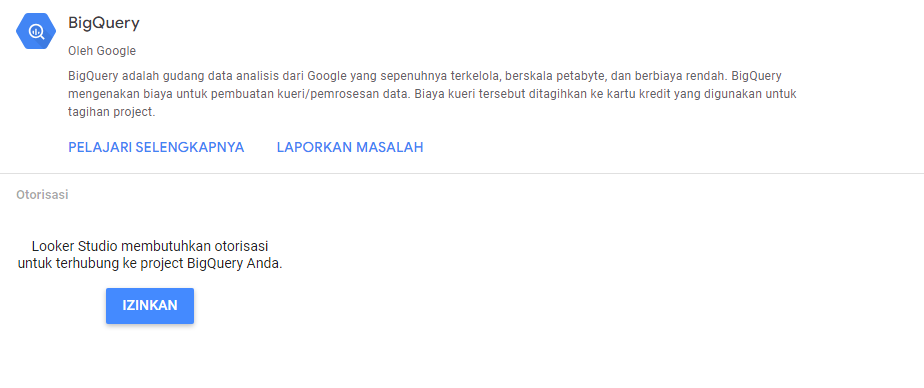 BigQuery
Oleh Google
BigQuery adalah gudang data analisis dari Google yang sepenuhnya terkelola, berskala petabyte, dan berbiaya rendah. BigQuery
mengenakan biaya untuk pembuatan kueri/pemrosesan data. Biaya kueri tersebut ditagihkan ke kartu kredit yang digunakan untuk
tagihan project.
PELAJARI SELENGKAPNYA LAPORKAN MASALAH
Otorisasi
Looker Studio membutuhkan otorisasi
untuk terhubung ke project BigQuery Anda.
IZINKAN